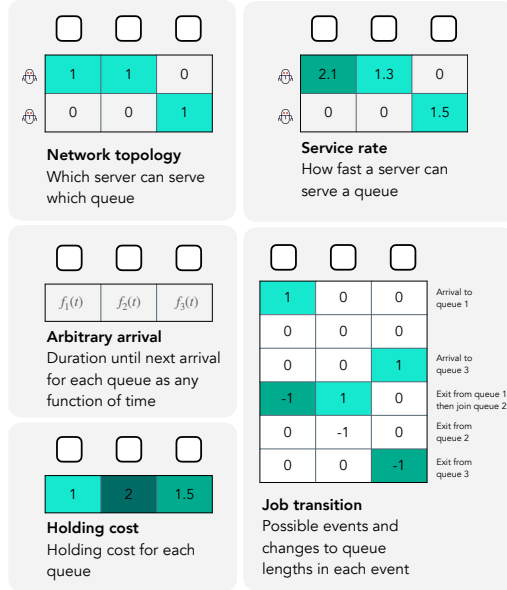 1 1 0
0 0 1
Network topology
Which server can serve
which queue
2.1 1.3 0
0 0 1.5
Service rate
How fast a server can
serve a queue
f₁(t) f₂(t) f₃(t)
Arbitrary arrival
Duration until next arrival
for each queue as any
function of time
1 2 1.5
Holding cost
Holding cost for each
queue
1 0 0 Arrival to
queue 1
0 0 0
0 0 1 Arrival to
queue 3
-1 1 0 Exit from queue 1
then join queue 2
0 -1 0 Exit from
queue 2
0 0 -1 Exit from
queue 3
Job transition
Possible events and
changes to queue
lengths in each event